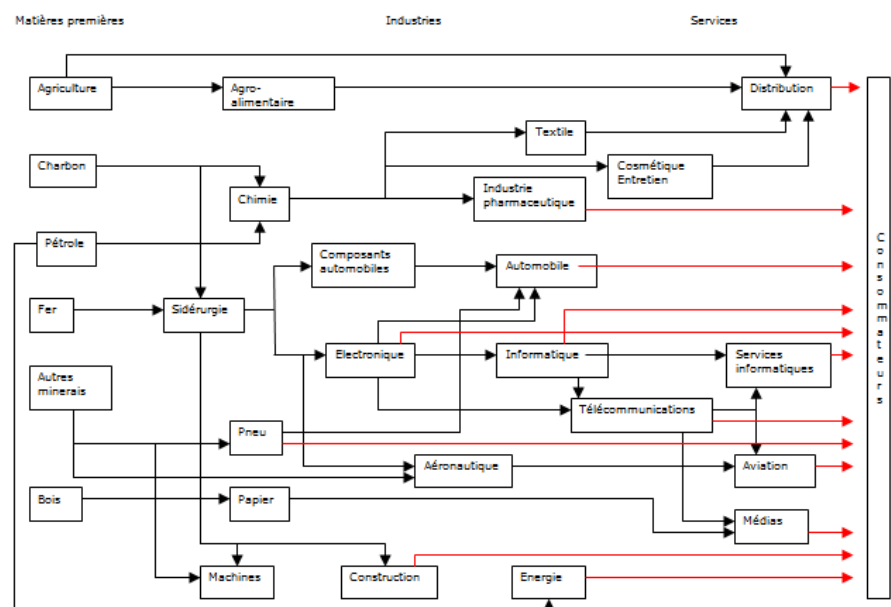 Matières premières
Industries
Services
Agriculture
Agro-
alimentaire
Distribution
Textile
Charbon
Cosmétique
Entretien
Chimie
Industrie
pharmaceutique
Pétrole
Composants
automobiles
Automobile
Fer
Sidérurgie
Electronique
Informatique
Services
informatiques
Autres
minerais
Télécommunications
Pneu
Aéronautique
Aviation
Bois
Papier
Médias
Machines
Construction
Energie
Consommateurs